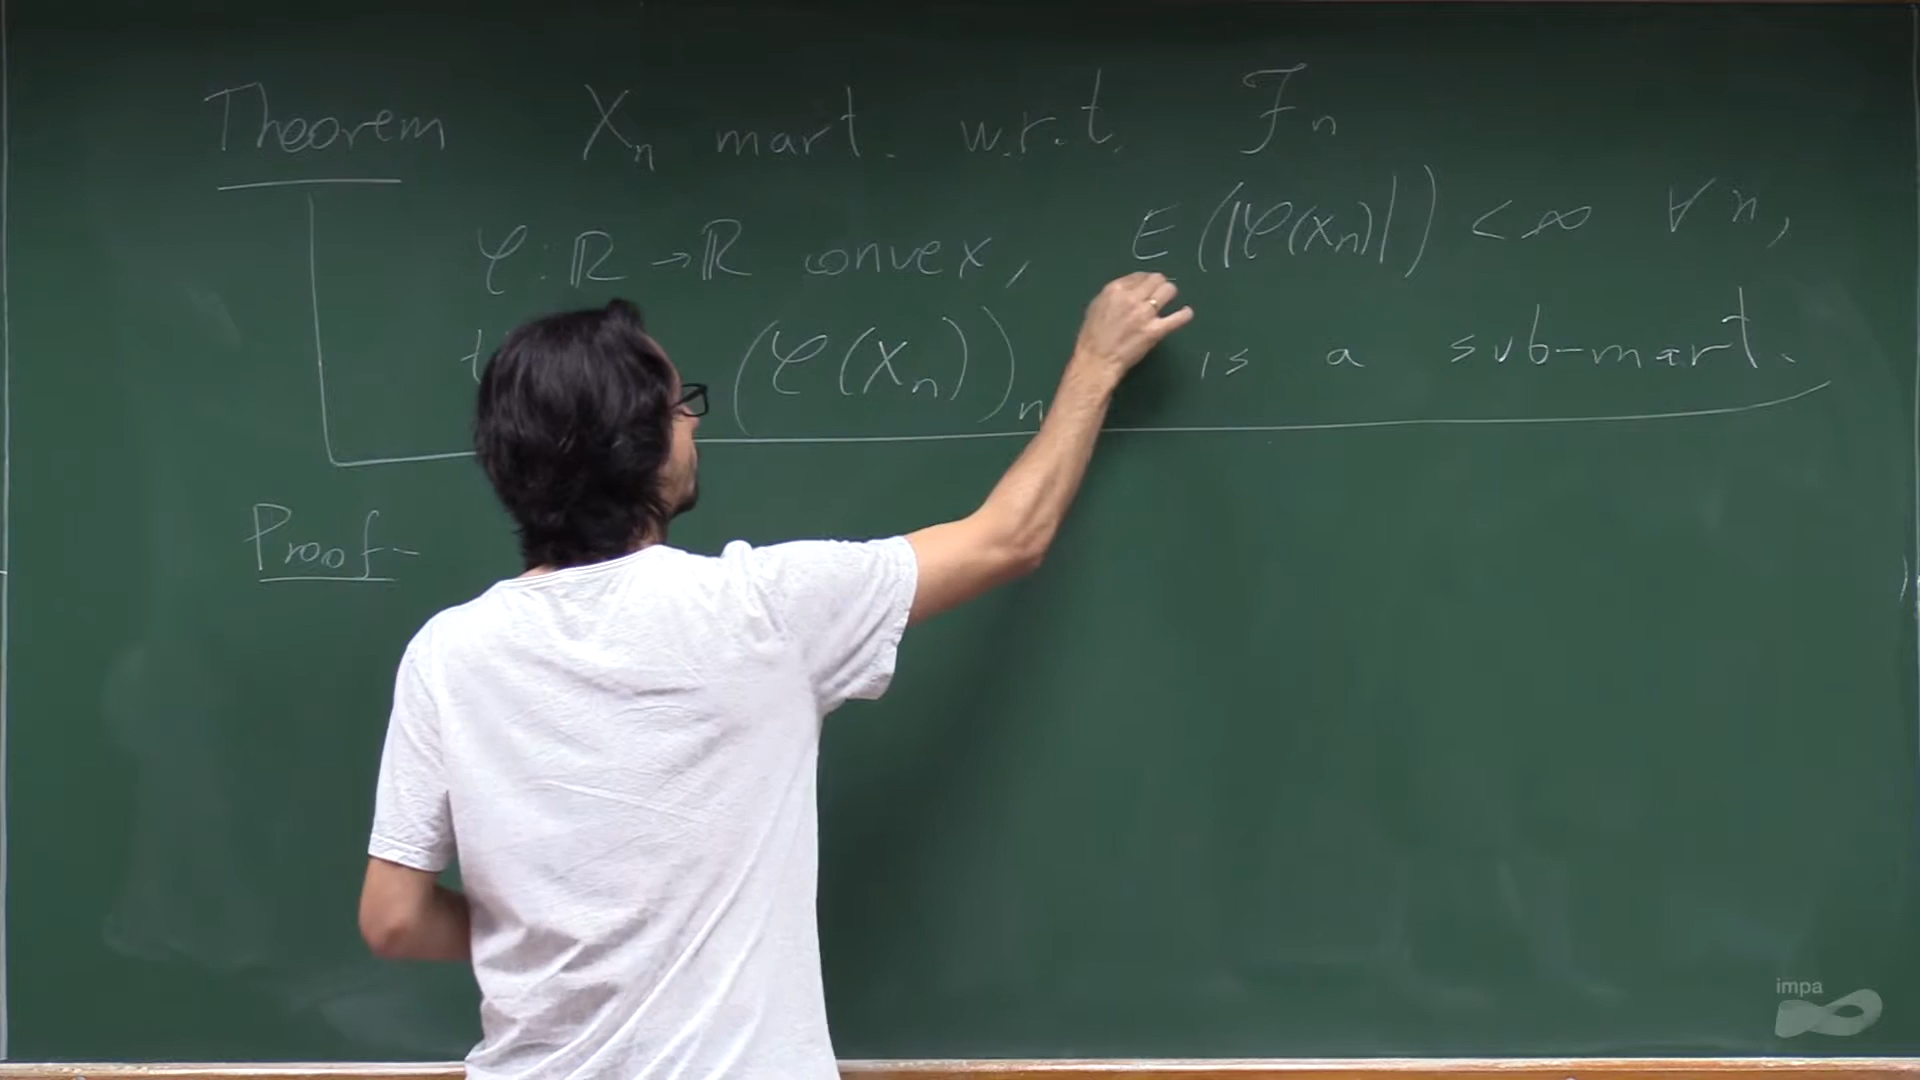 Theorem Xₙ mart. w.r.t. ℱₙ
φ: ℝ → ℝ convex, E(|φ(Xₙ)|) < ∞ ∀ n,
(φ(Xₙ))ₙ is a sub-mart.
Proof-
impa